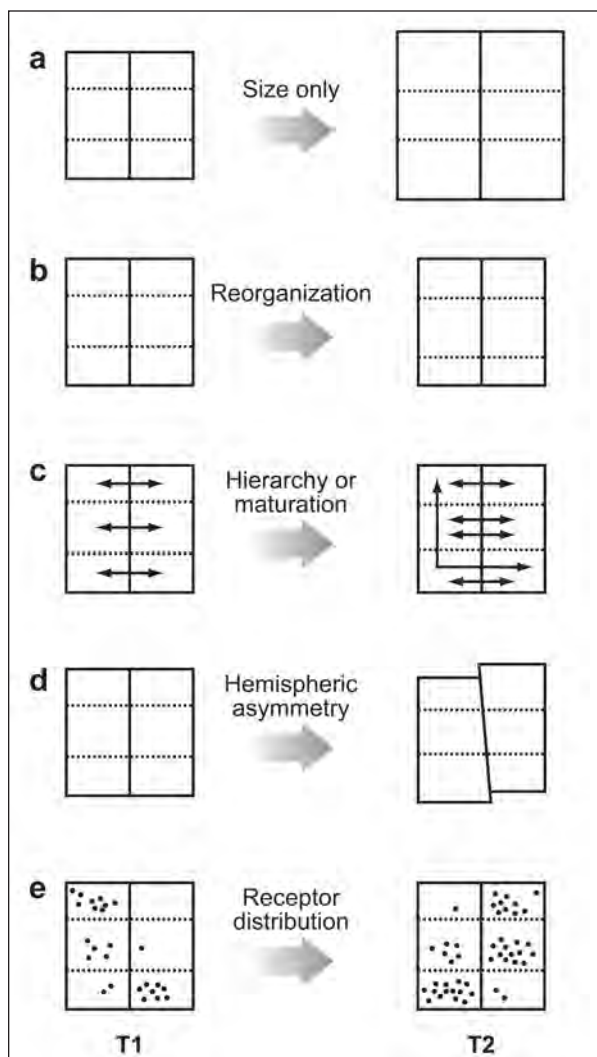 a
Size only
b
Reorganization
c
Hierarchy or
maturation
d
Hemispheric
asymmetry
e
Receptor
distribution
T1 T2